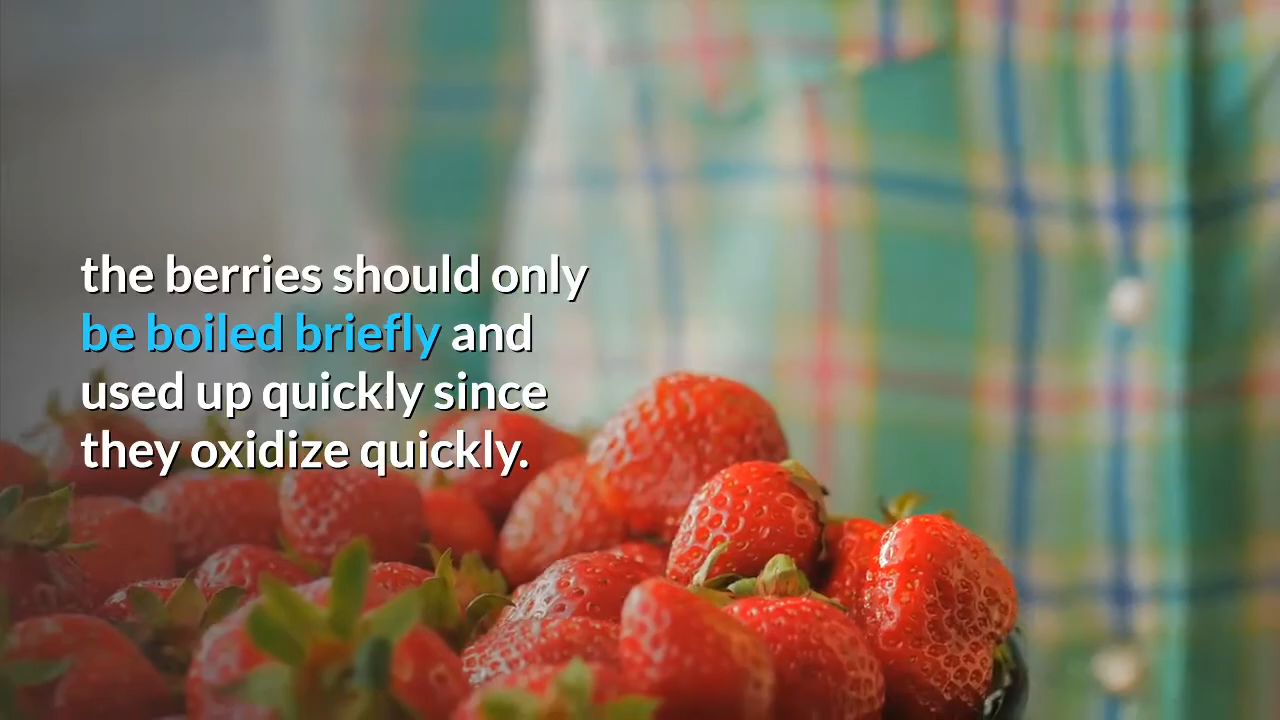 the berries should only
be boiled briefly and
used up quickly since
they oxidize quickly.